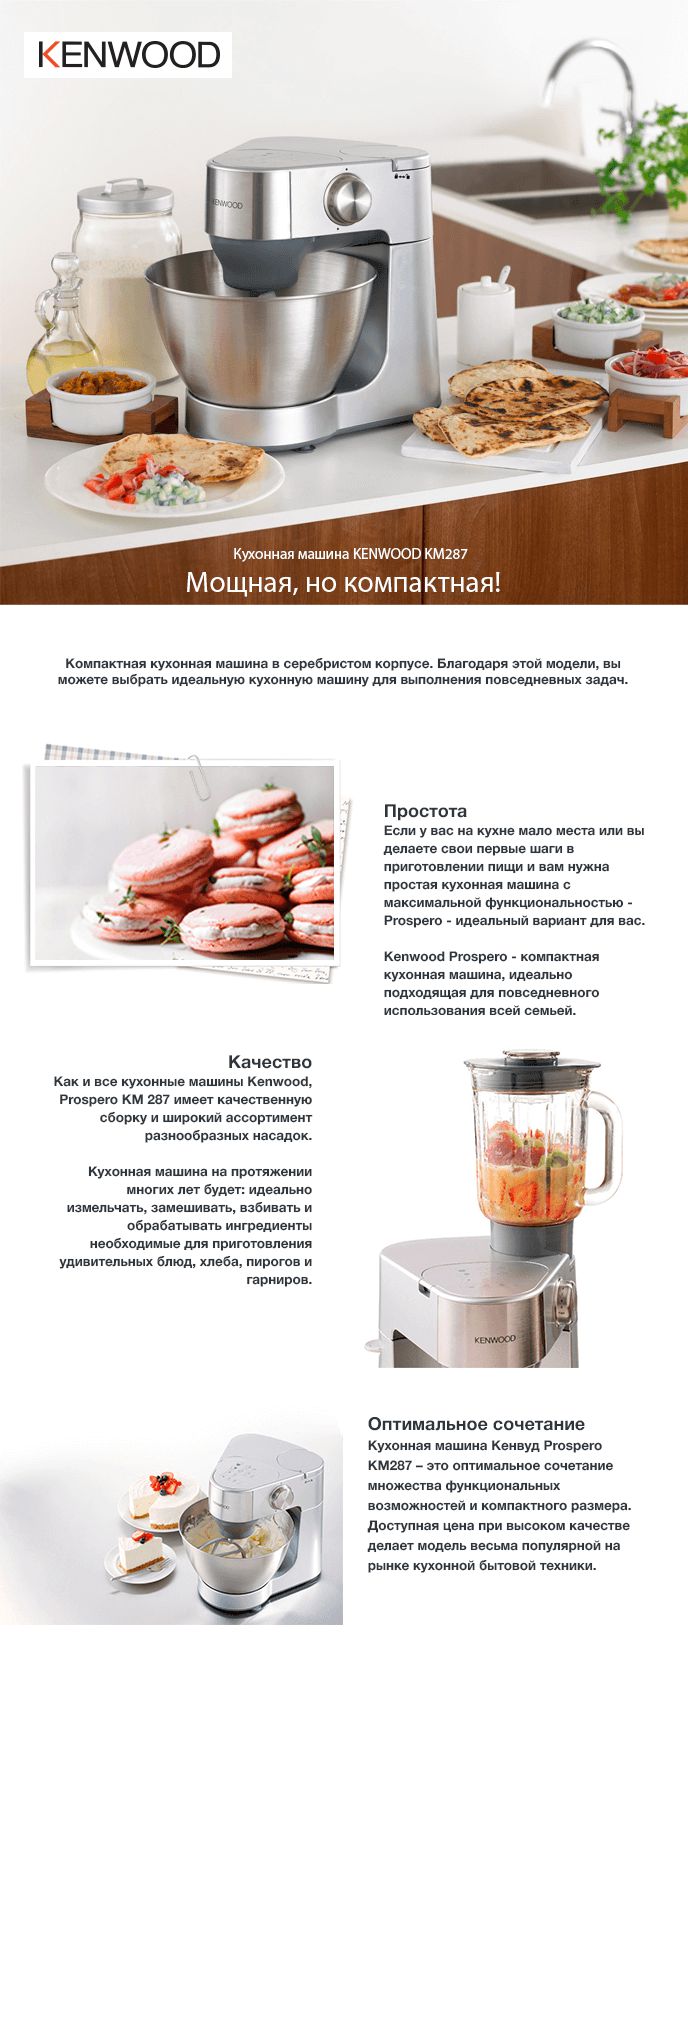 KENWOOD
KENWOOD
Кухонная машина KENWOOD KM287
Мощная, но компактная!
Компактная кухонная машина в серебристом корпусе. Благодаря этой модели, вы
можете выбрать идеальную кухонную машину для выполнения повседневных задач.
Простота
Если у вас на кухне мало места или вы
делаете свои первые шаги в
приготовлении пищи и вам нужна
простая кухонная машина с
максимальной функциональностью -
Prospero - идеальный вариант для вас.
Kenwood Prospero - компактная
кухонная машина, идеально
подходящая для повседневного
использования всей семьей.
Качество
Как и все кухонные машины Kenwood,
Prospero KM 287 имеет качественную
сборку и широкий ассортимент
разнообразных насадок.
Кухонная машина на протяжении
многих лет будет: идеально
измельчать, замешивать, взбивать и
обрабатывать ингредиенты
необходимые для приготовления
удивительных блюд, хлеба, пирогов и
гарниров.
KENWOOD
Оптимальное сочетание
Кухонная машина Кенвуд Prospero
KM287 – это оптимальное сочетание
множества функциональных
возможностей и компактного размера.
Доступная цена при высоком качестве
делает модель весьма популярной на
рынке кухонной бытовой техники.
KENWOOD